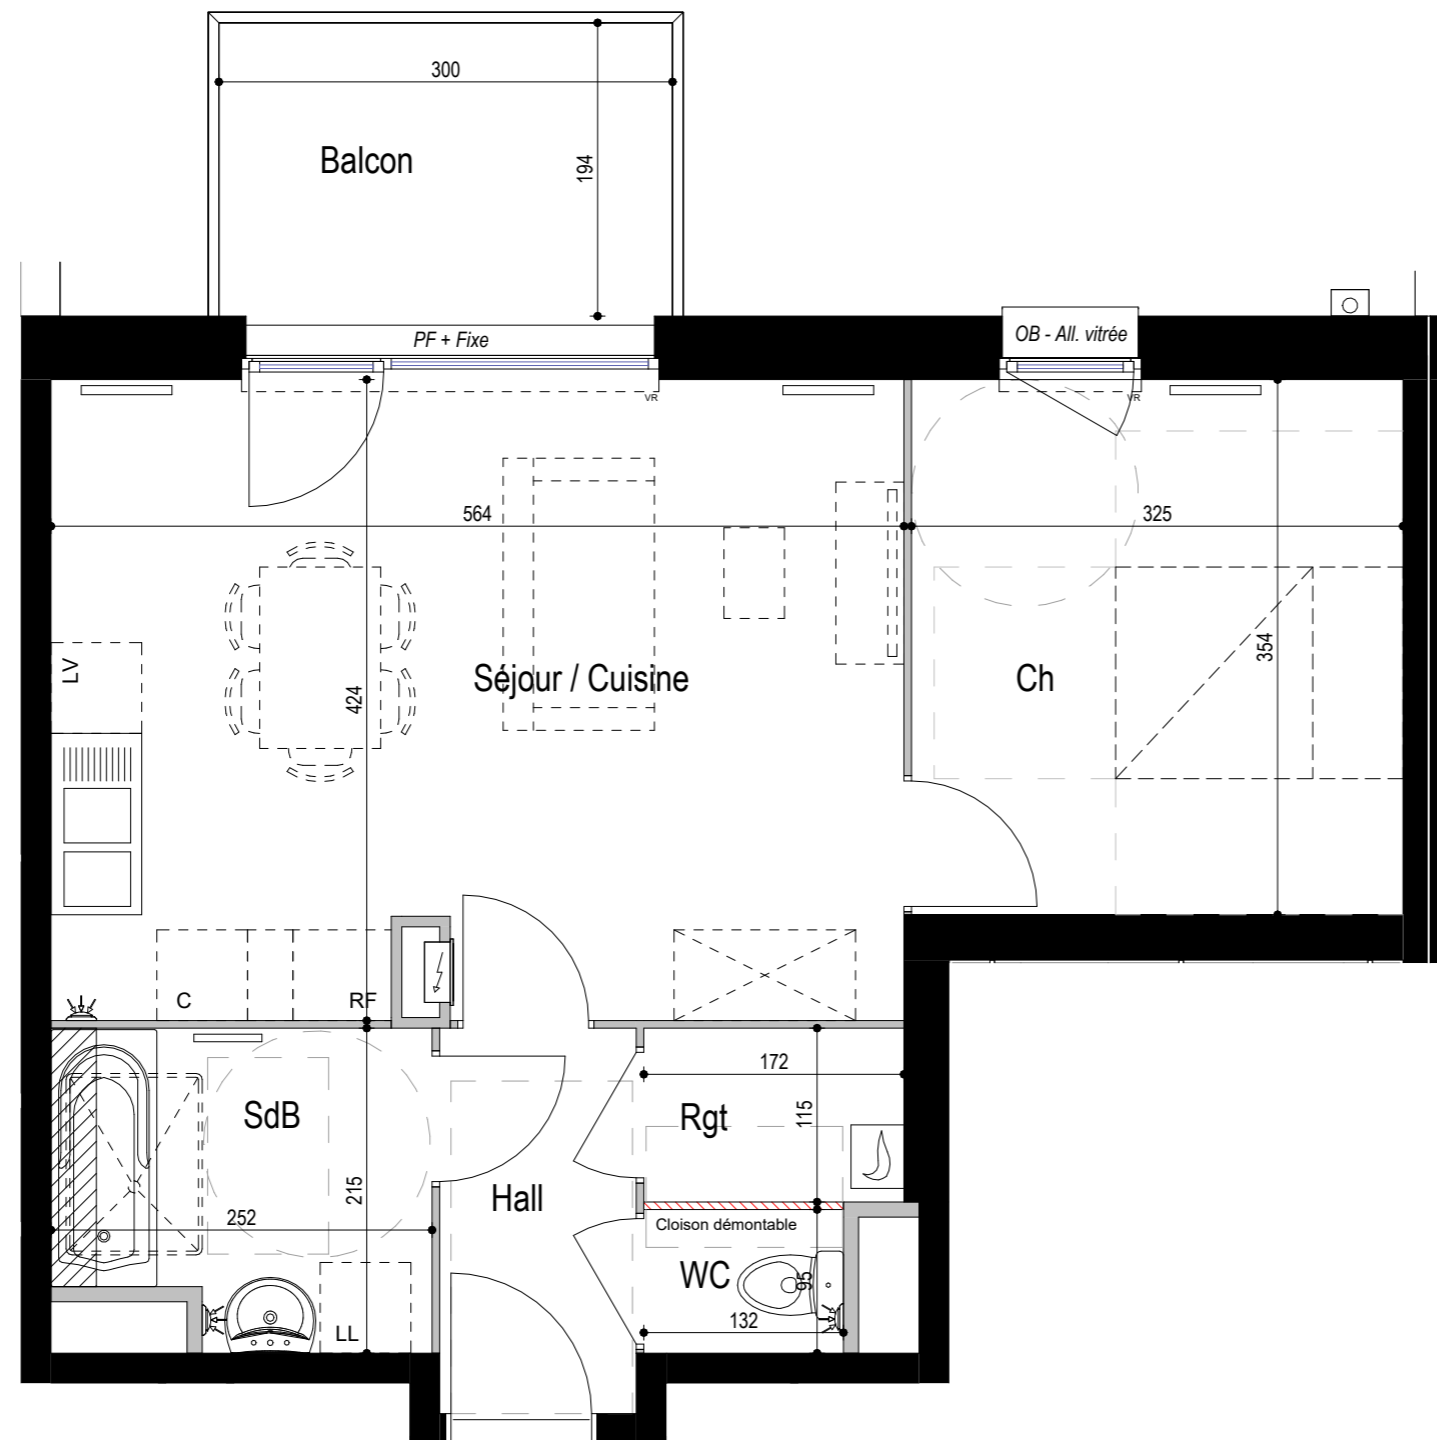 300
Balcon
194
PF + Fixe
OB - All. vitrée
VR
VR
564
325
LV
424
Séjour / Cuisine
354
Ch
C
RF
172
SdB
Rgt
115
215
Hall
252
Cloison démontable
WC
95
132
LL